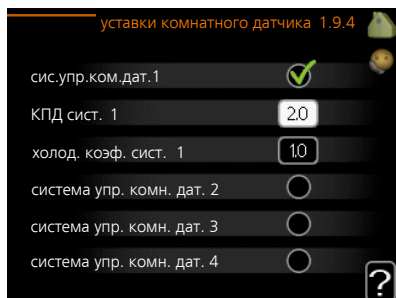 уставки комнатного датчика 1.9.4
сис.упр.ком.дат.1
КПД сист. 1 2.0
холод. коэф. сист. 1 1.0
система упр. комн. дат. 2
система упр. комн. дат. 3
система упр. комн. дат. 4
?